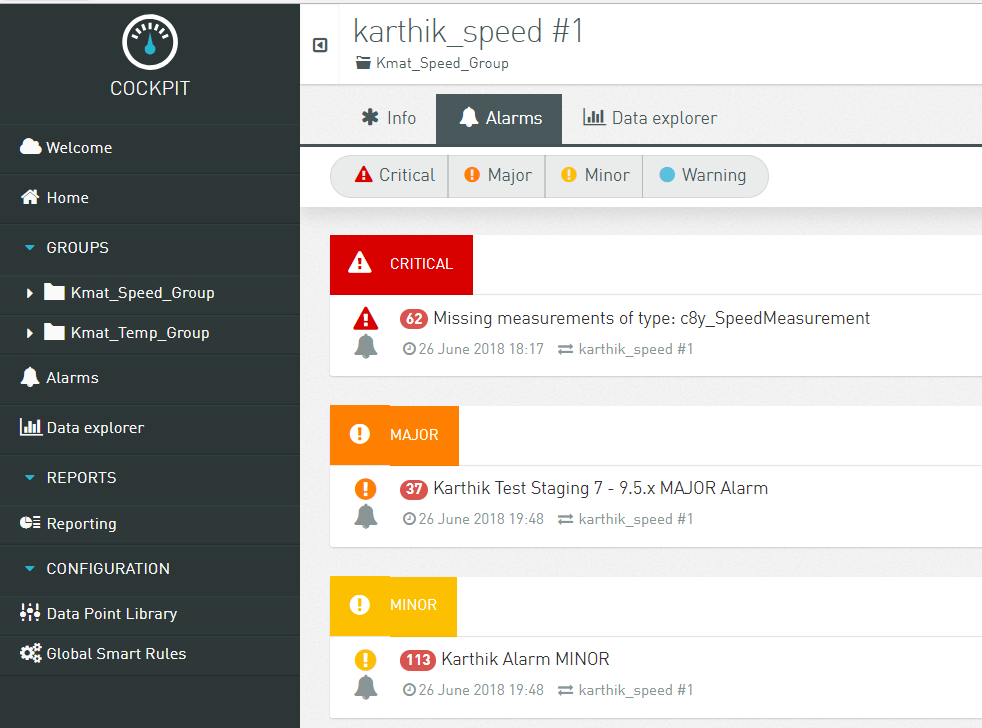 COCKPIT
Welcome
Home
GROUPS
Kmat_Speed_Group
Kmat_Temp_Group
Alarms
Data explorer
REPORTS
Reporting
CONFIGURATION
Data Point Library
Global Smart Rules
karthik_speed #1
Kmat_Speed_Group
Info Alarms Data explorer
Critical Major Minor Warning
CRITICAL
62 Missing measurements of type: c8y_SpeedMeasurement
26 June 2018 18:17 karthik_speed #1
MAJOR
37 Karthik Test Staging 7 - 9.5.x MAJOR Alarm
26 June 2018 19:48 karthik_speed #1
MINOR
113 Karthik Alarm MINOR
26 June 2018 19:48 karthik_speed #1